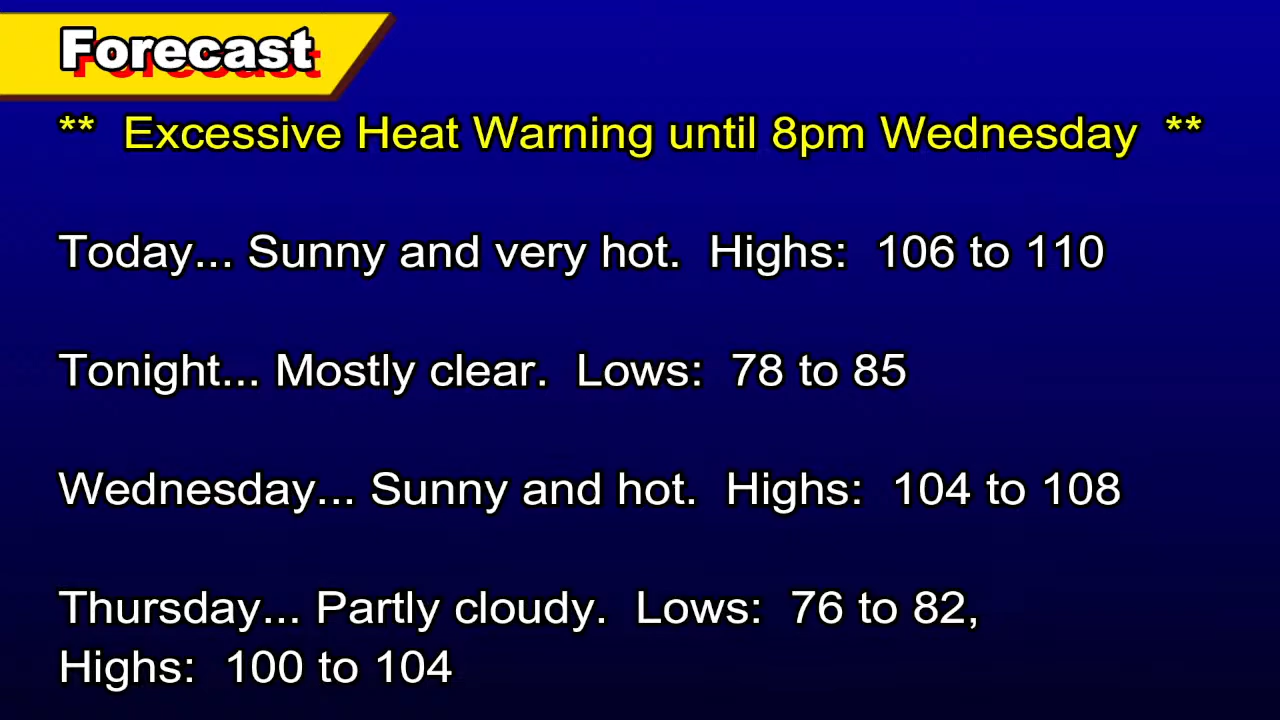 Forecast
**  Excessive Heat Warning until 8pm Wednesday  **
Today... Sunny and very hot.  Highs:  106 to 110
Tonight... Mostly clear.  Lows:  78 to 85
Wednesday... Sunny and hot.  Highs:  104 to 108
Thursday... Partly cloudy.  Lows:  76 to 82,
Highs:  100 to 104